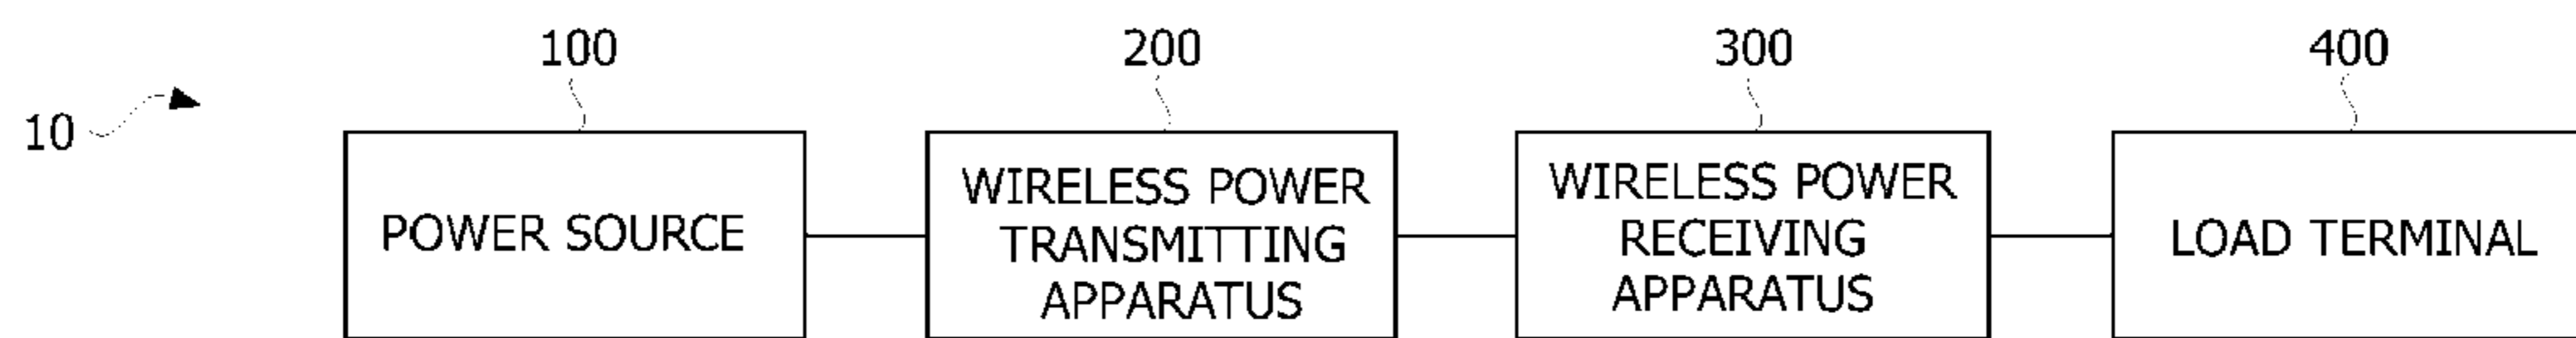 100
200
300
400
10
POWER SOURCE
WIRELESS POWER
TRANSMITTING
APPARATUS
WIRELESS POWER
RECEIVING
APPARATUS
LOAD TERMINAL